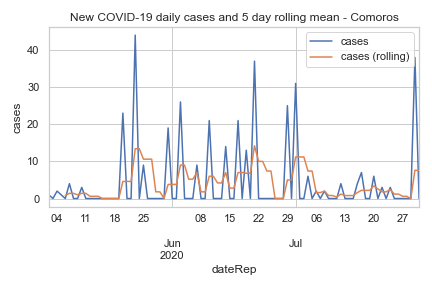 New COVID-19 daily cases and 5 day rolling mean - Comoros
cases
cases (rolling)
40
30
20
10
0
cases
04 11 18 25 08 15 22 29 06 13 20 27
Jun Jul
2020
dateRep